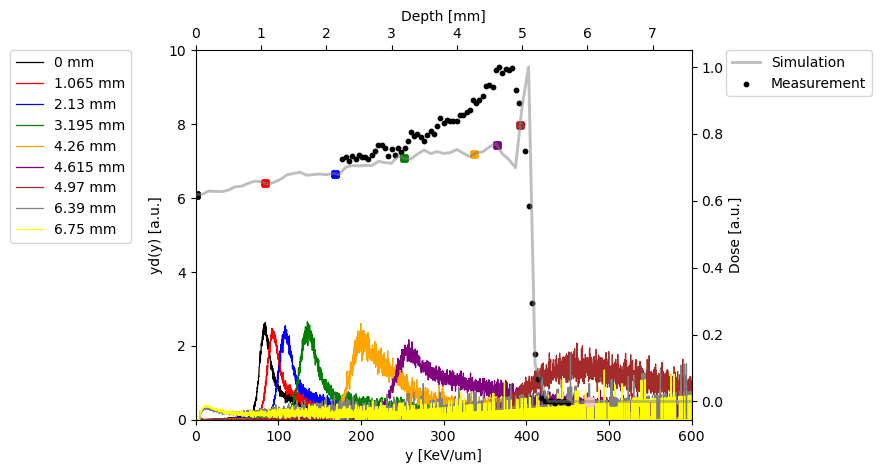 Depth [mm]
0 1 2 3 4 5 6 7
0 mm
1.065 mm
2.13 mm
3.195 mm
4.26 mm
4.615 mm
4.97 mm
6.39 mm
6.75 mm
10
8
6
4
2
0
yd(y) [a.u.]
Simulation
Measurement
1.0
0.8
0.6
0.4
0.2
0.0
Dose [a.u.]
0 100 200 300 400 500 600
y [KeV/um]